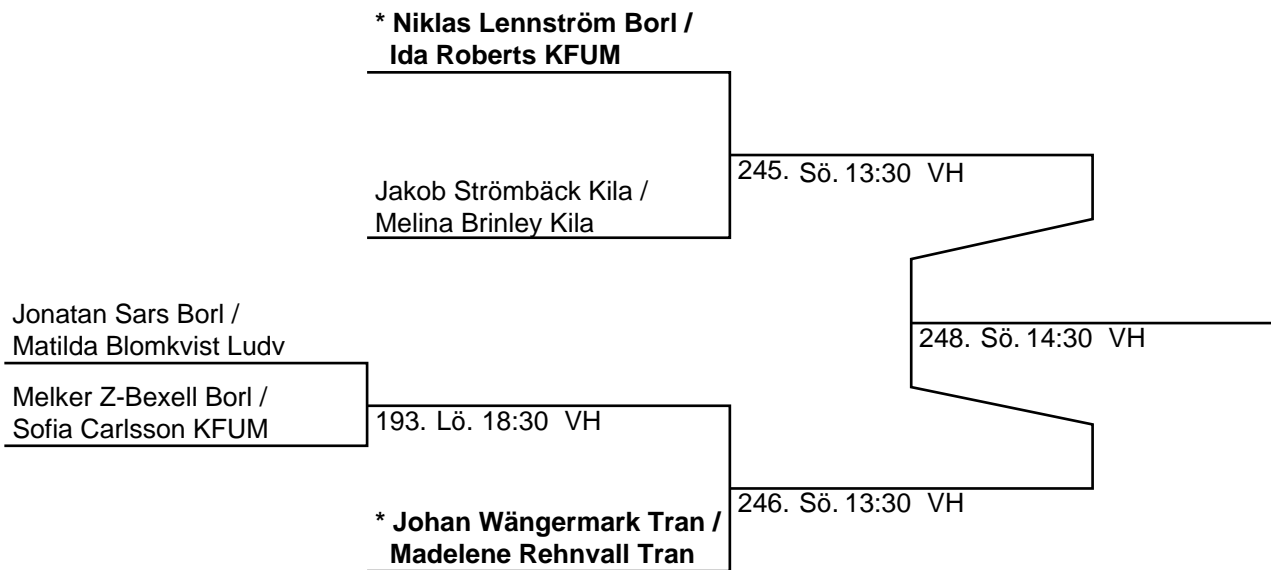 * Niklas Lennström Borl /
Ida Roberts KFUM
245. Sö. 13:30 VH
Jakob Strömbäck Kila /
Melina Brinley Kila
Jonatan Sars Borl /
Matilda Blomkvist Ludv
248. Sö. 14:30 VH
Melker Z-Bexell Borl /
Sofia Carlsson KFUM
193. Lö. 18:30 VH
246. Sö. 13:30 VH
* Johan Wängermark Tran /
Madelene Rehnvall Tran